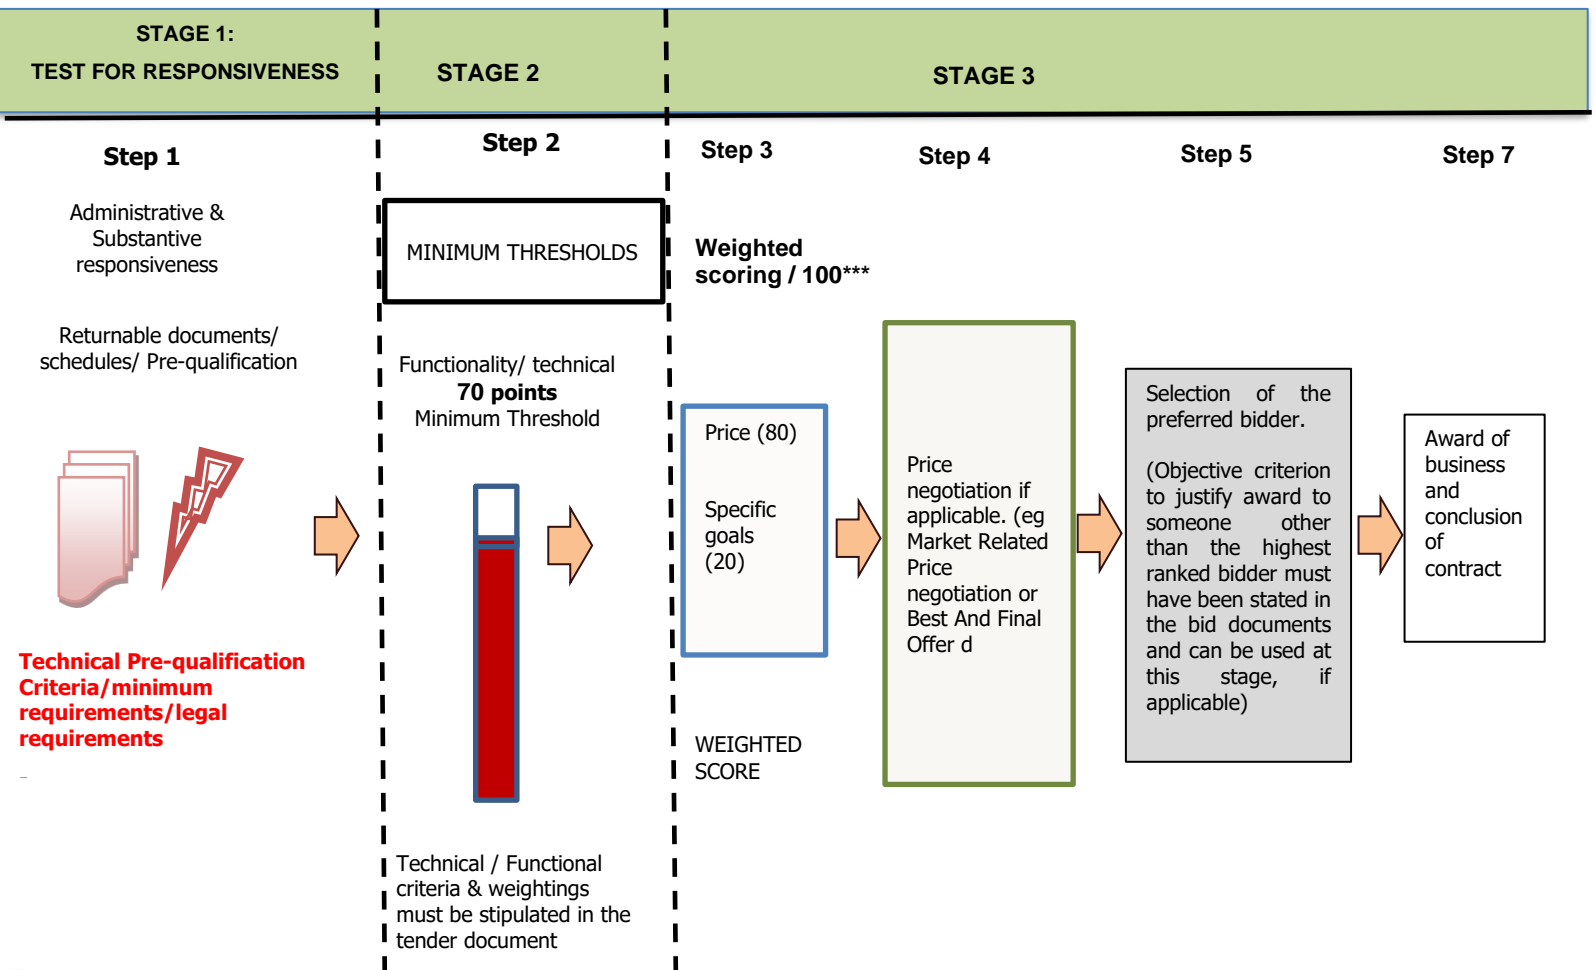 STAGE 1:
TEST FOR RESPONSIVENESS
STAGE 2
STAGE 3
Step 1
Administrative &
Substantive
responsiveness
Returnable documents/
schedules/ Pre-qualification
Technical Pre-qualification
Criteria/minimum
requirements/legal
requirements
Step 2
MINIMUM THRESHOLDS
Functionality/ technical
70 points
Minimum Threshold
Technical / Functional
criteria & weightings
must be stipulated in the
tender document
Step 3
Weighted
scoring / 100***
Price (80)
Specific
goals
(20)
WEIGHTED
SCORE
Step 4
Price
negotiation if
applicable. (eg
Market Related
Price
negotiation or
Best And Final
Offer d
Step 5
Selection of the
preferred bidder.
(Objective criterion
to justify award to
someone other
than the highest
ranked bidder must
have been stated in
the bid documents
and can be used at
this stage, if
applicable)
Step 7
Award of
business
and
conclusion
of
contract